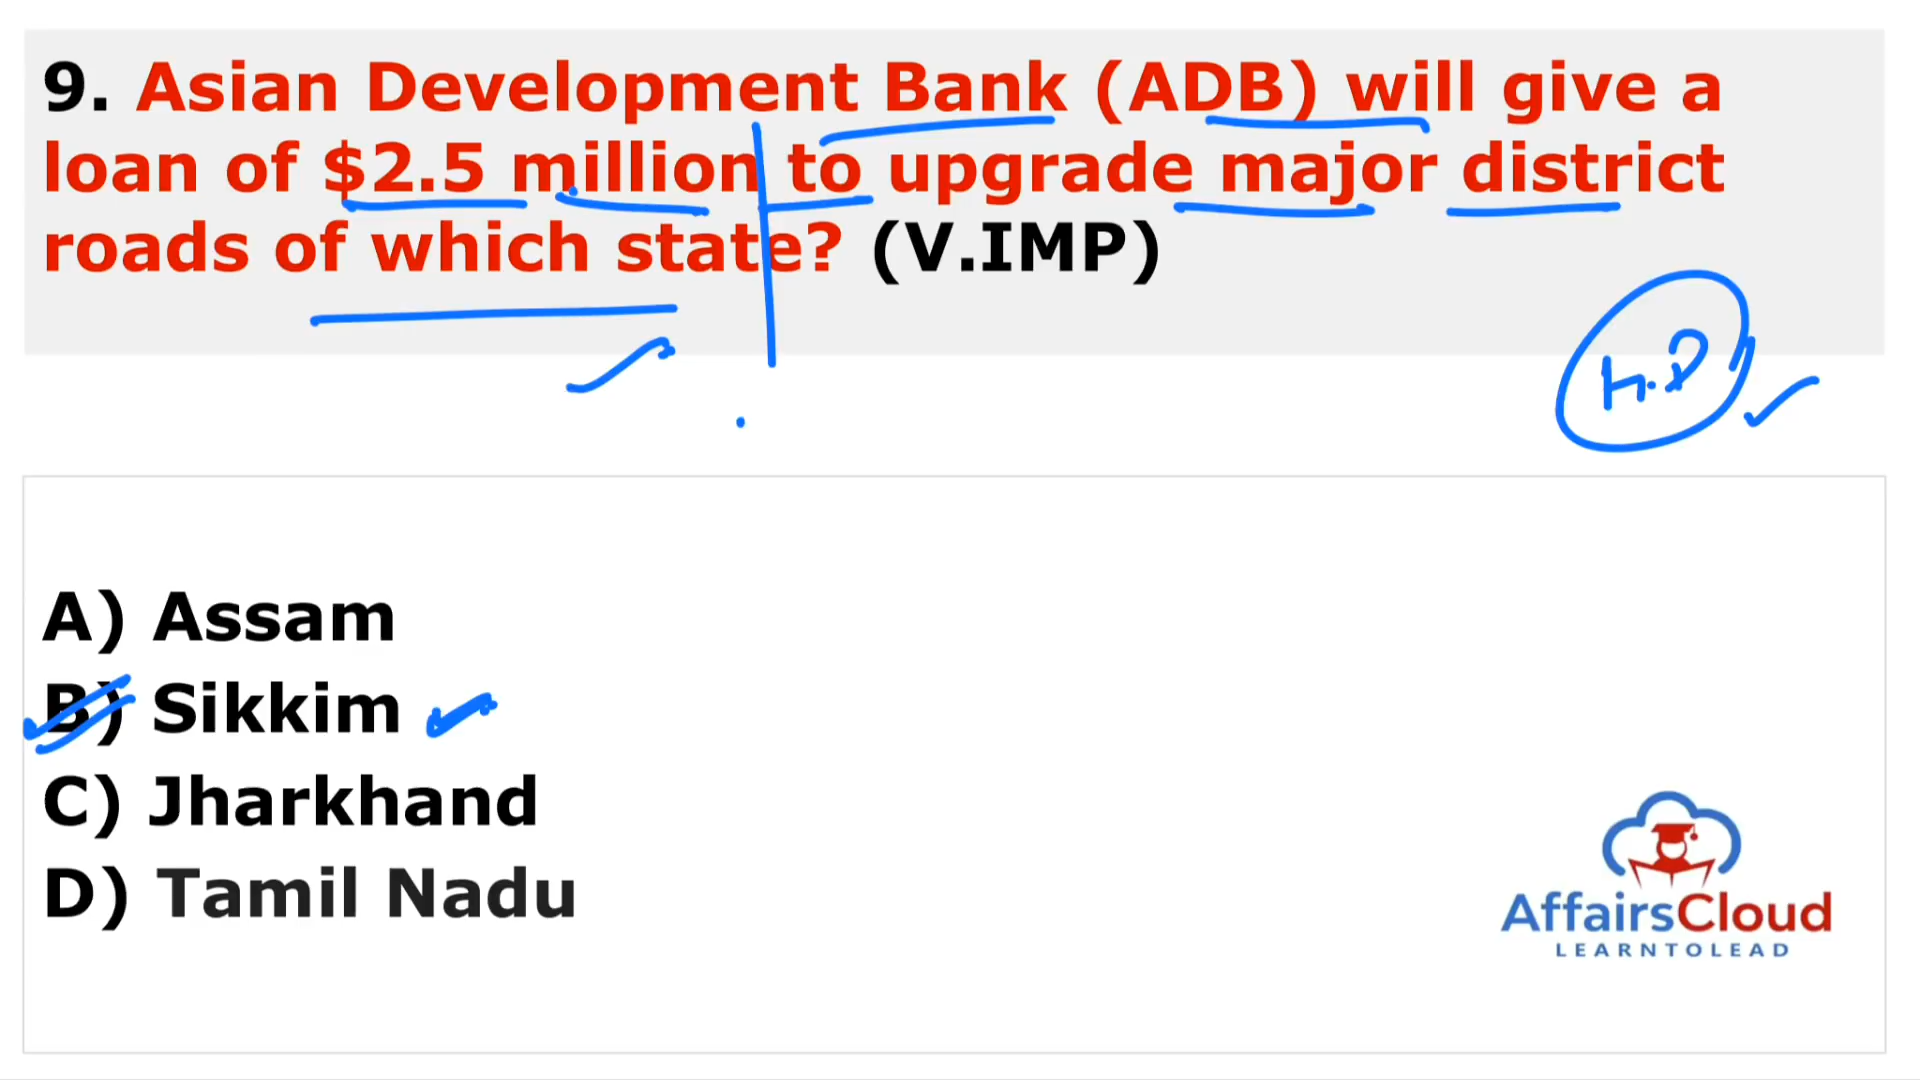 9. Asian Development Bank (ADB) will give a
loan of $2.5 million to upgrade major district
roads of which state? (V.IMP)
H.P
A) Assam
B) Sikkim
C) Jharkhand
D) Tamil Nadu
AffairsCloud
LEARNTOLEAD